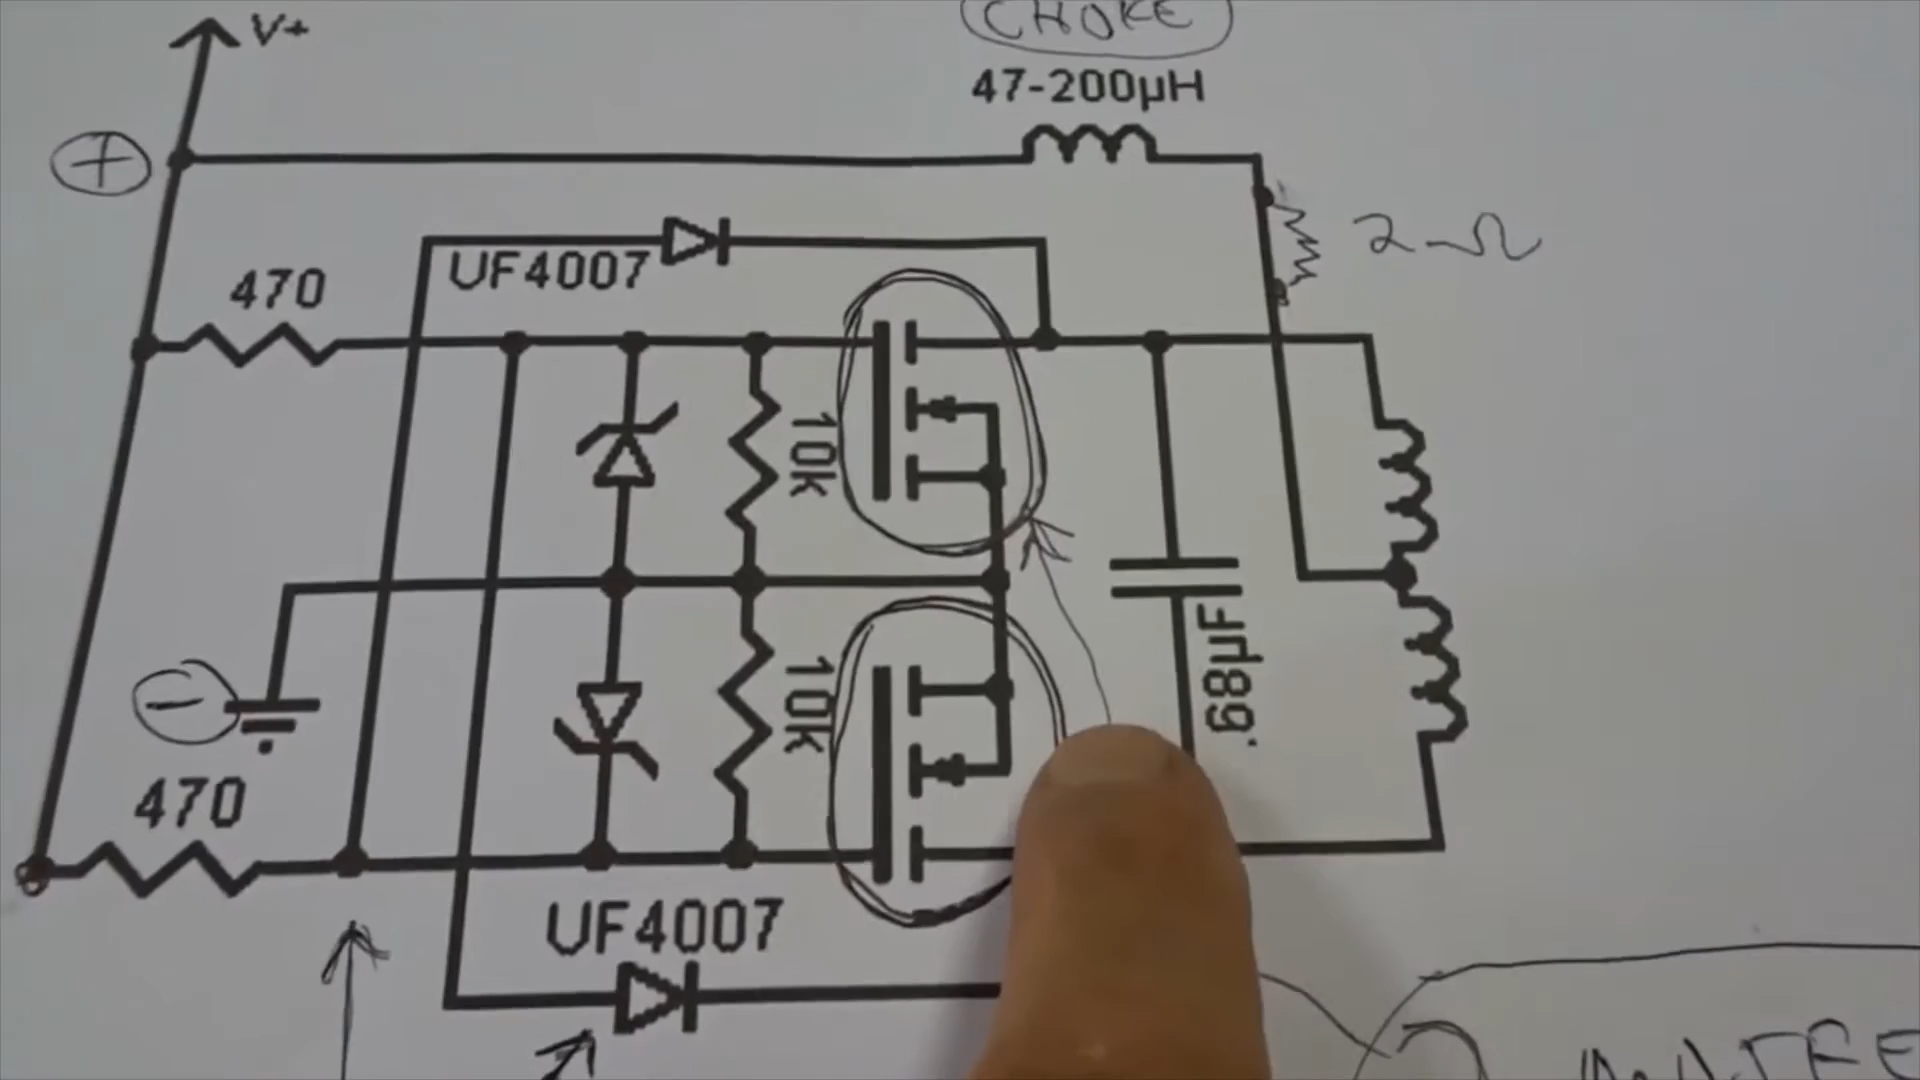 CHOKE
V+
47-200µH
+
2-Ω
UF4007
470
10k
.68µF
-
10k
470
UF4007